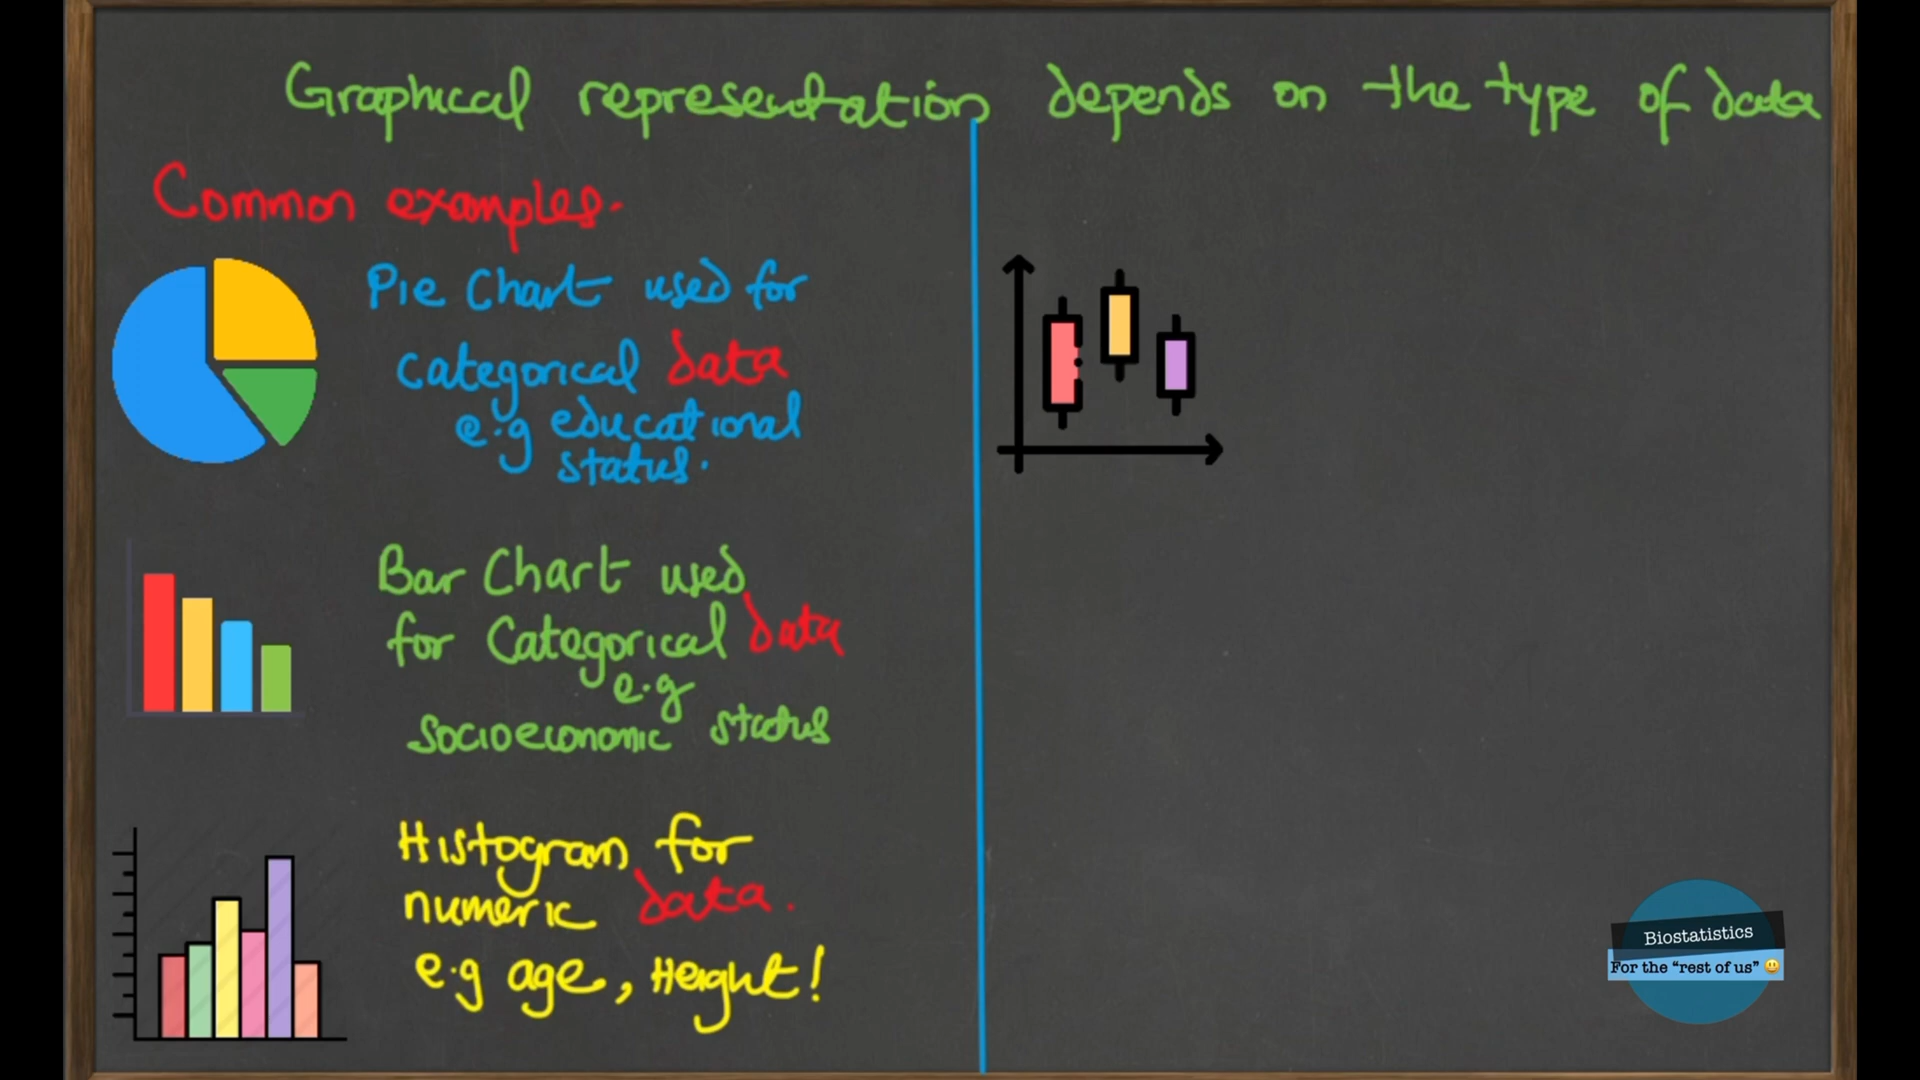 Graphical representation depends on the type of data
Common examples.
Pie Chart used for
categorical data
e.g educational
status.
Bar Chart used
for Categorical data
e.g
socioeconomic status
Histogram for
numeric data.
e.g age, Height!
Biostatistics
For the “rest of us” 😃